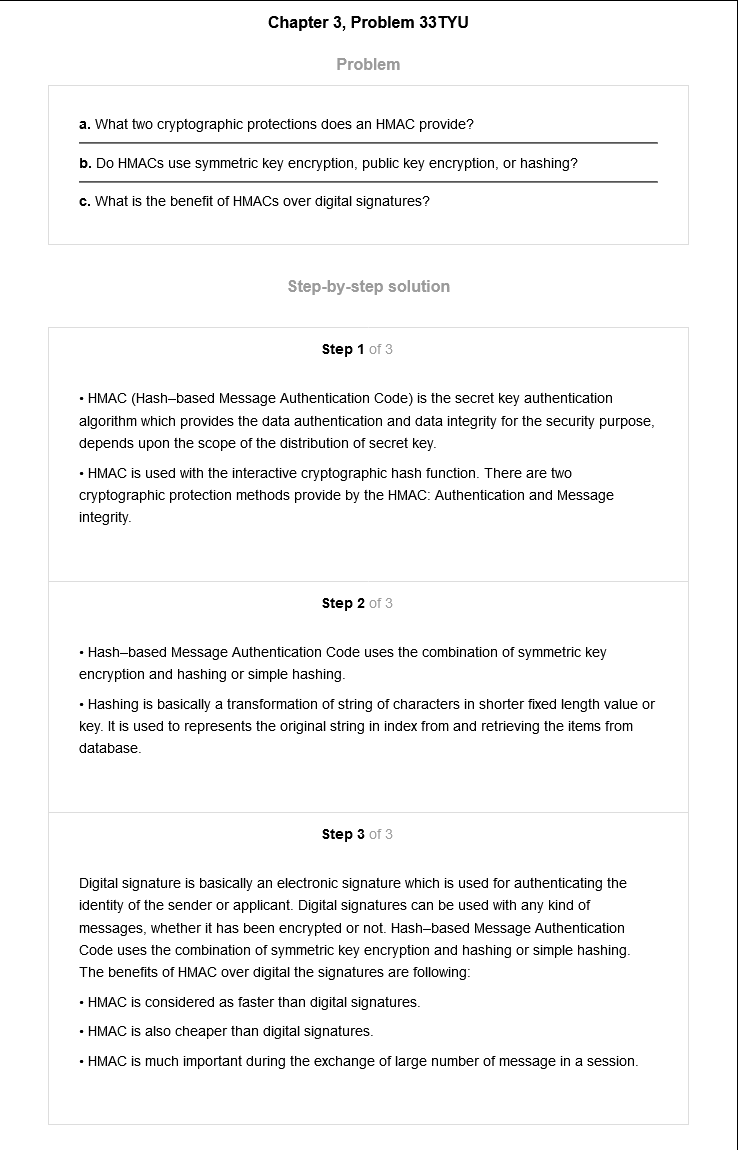 Chapter 3, Problem 33TYU
Problem
a. What two cryptographic protections does an HMAC provide?
b. Do HMACs use symmetric key encryption, public key encryption, or hashing?
c. What is the benefit of HMACs over digital signatures?
Step-by-step solution
Step 1 of 3
• HMAC (Hash–based Message Authentication Code) is the secret key authentication
algorithm which provides the data authentication and data integrity for the security purpose,
depends upon the scope of the distribution of secret key.
• HMAC is used with the interactive cryptographic hash function. There are two
cryptographic protection methods provide by the HMAC: Authentication and Message
integrity.
Step 2 of 3
• Hash–based Message Authentication Code uses the combination of symmetric key
encryption and hashing or simple hashing.
• Hashing is basically a transformation of string of characters in shorter fixed length value or
key. It is used to represents the original string in index from and retrieving the items from
database.
Step 3 of 3
Digital signature is basically an electronic signature which is used for authenticating the
identity of the sender or applicant. Digital signatures can be used with any kind of
messages, whether it has been encrypted or not. Hash–based Message Authentication
Code uses the combination of symmetric key encryption and hashing or simple hashing.
The benefits of HMAC over digital the signatures are following:
• HMAC is considered as faster than digital signatures.
• HMAC is also cheaper than digital signatures.
• HMAC is much important during the exchange of large number of message in a session.